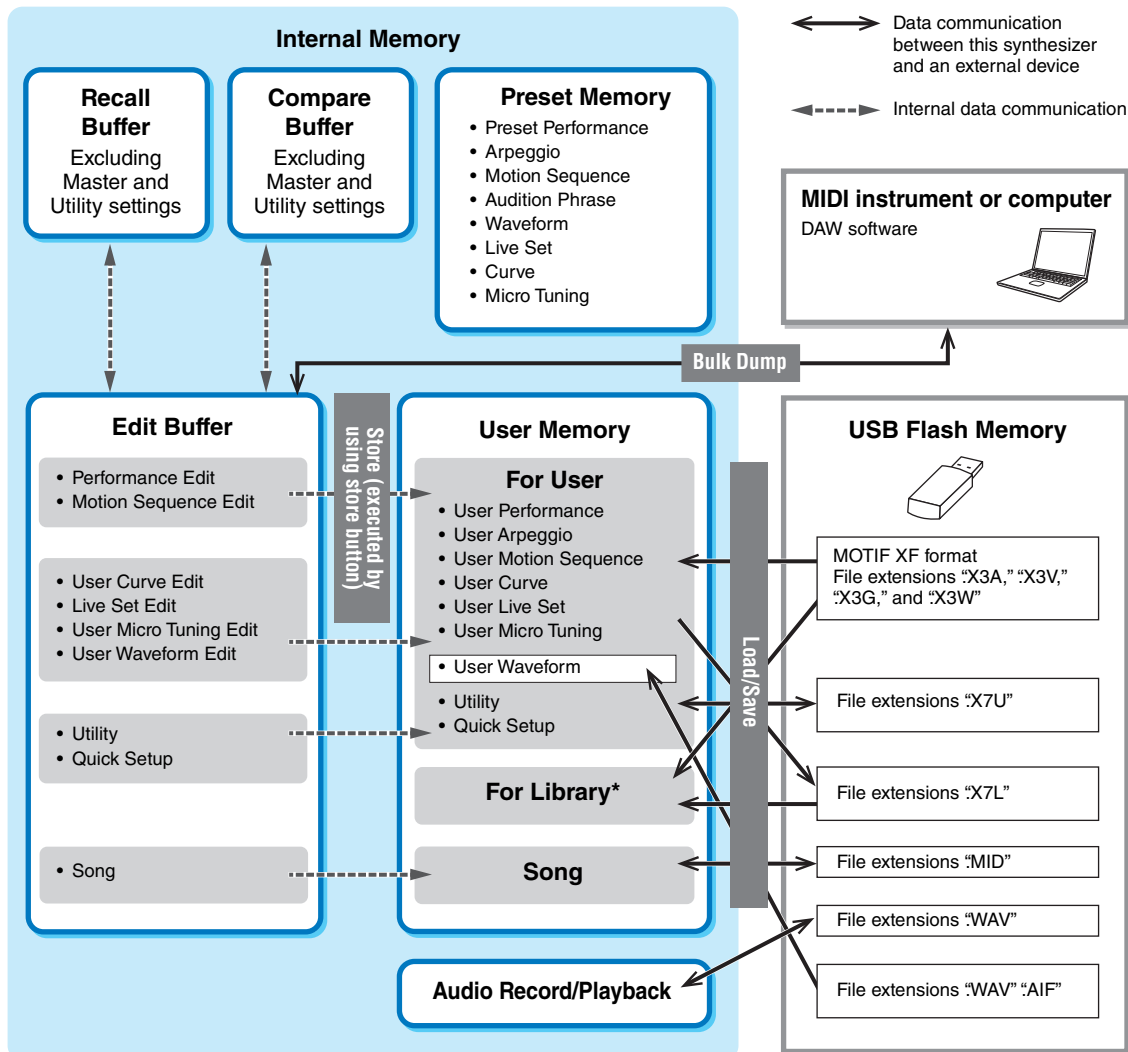 Internal Memory
Recall
Buffer
Excluding
Master and
Utility settings
Compare
Buffer
Excluding
Master and
Utility settings
Preset Memory
• Preset Performance
• Arpeggio
• Motion Sequence
• Audition Phrase
• Waveform
• Live Set
• Curve
• Micro Tuning
Data communication
between this synthesizer
and an external device
Internal data communication
MIDI instrument or computer
DAW software
Bulk Dump
Edit Buffer
• Performance Edit
• Motion Sequence Edit
• User Curve Edit
• Live Set Edit
• User Micro Tuning Edit
• User Waveform Edit
• Utility
• Quick Setup
• Song
Store (executed by
using store button)
User Memory
For User
• User Performance
• User Arpeggio
• User Motion Sequence
• User Curve
• User Live Set
• User Micro Tuning
• User Waveform
• Utility
• Quick Setup
For Library*
Song
Audio Record/Playback
Load/Save
USB Flash Memory
MOTIF XF format
File extensions “.X3A,” “.X3V,”
“.X3G,” and “.X3W”
File extensions “.X7U”
File extensions “.X7L”
File extensions “.MID”
File extensions “.WAV”
File extensions “.WAV” “.AIF”